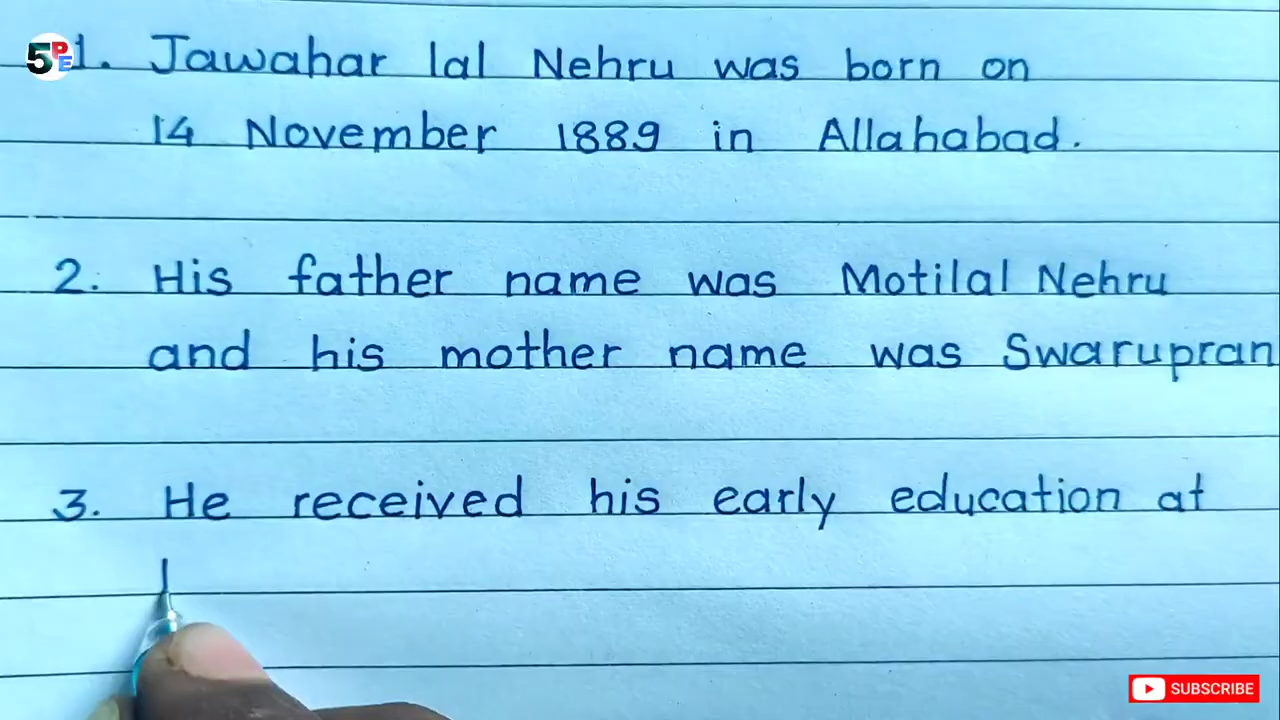 5PE
1. Jawahar lal Nehru was born on
14 November 1889 in Allahabad.
2. His father name was Motilal Nehru
and his mother name was Swarupran
3. He received his early education at
SUBSCRIBE